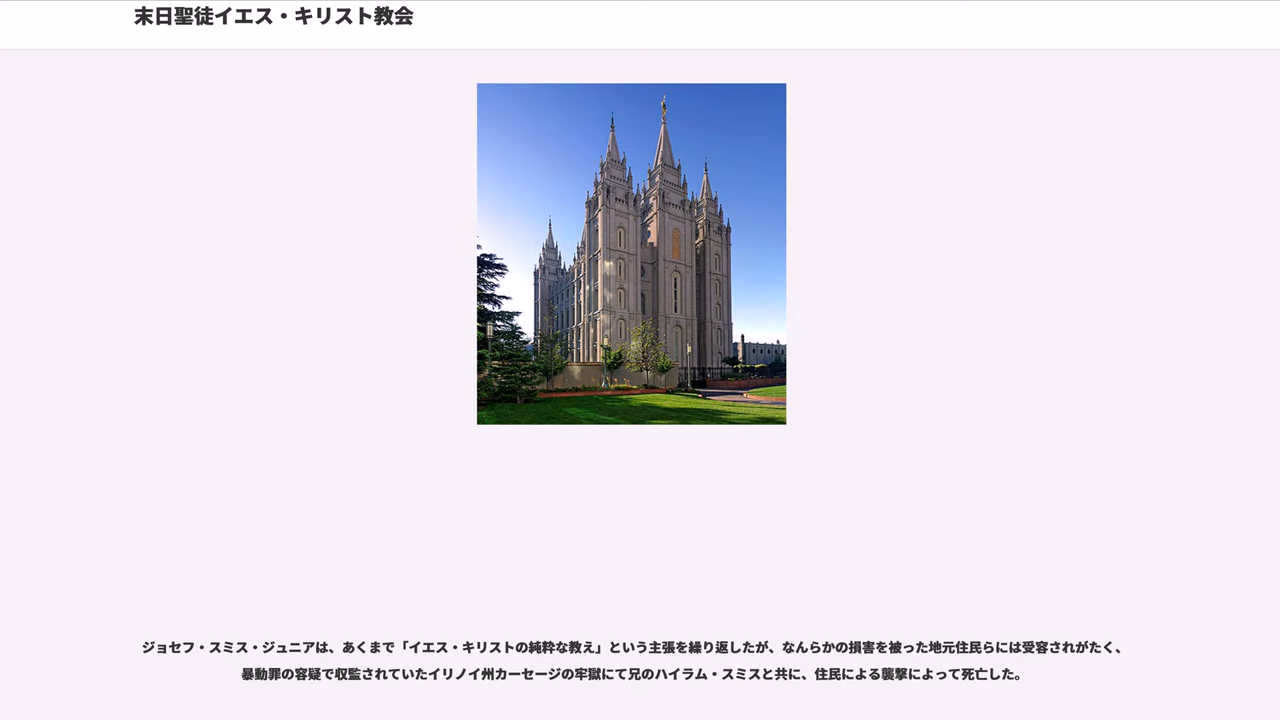 末日聖徒イエス・キリスト教会
ジョセフ・スミス・ジュニアは、あくまで「イエス・キリストの純粋な教え」という主張を繰り返したが、なんらかの損害を被った地元住民らには受容されがたく、
暴動罪の容疑で収監されていたイリノイ州カーセージの牢獄にて兄のハイラム・スミスと共に、住民による襲撃によって死亡した。